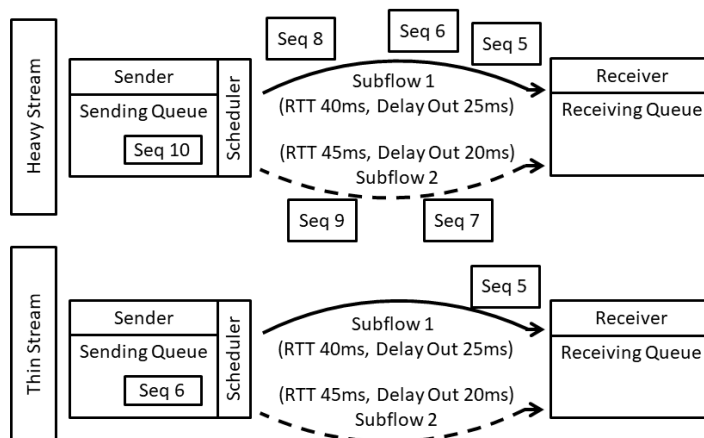 Heavy Stream
Seq 8
Seq 6
Seq 5
Sender
Sending Queue
Seq 10
Scheduler
Subflow 1
(RTT 40ms, Delay Out 25ms)
(RTT 45ms, Delay Out 20ms)
Subflow 2
Seq 9
Seq 7
Receiver
Receiving Queue
Thin Stream
Seq 5
Sender
Sending Queue
Seq 6
Scheduler
Subflow 1
(RTT 40ms, Delay Out 25ms)
(RTT 45ms, Delay Out 20ms)
Subflow 2
Receiver
Receiving Queue